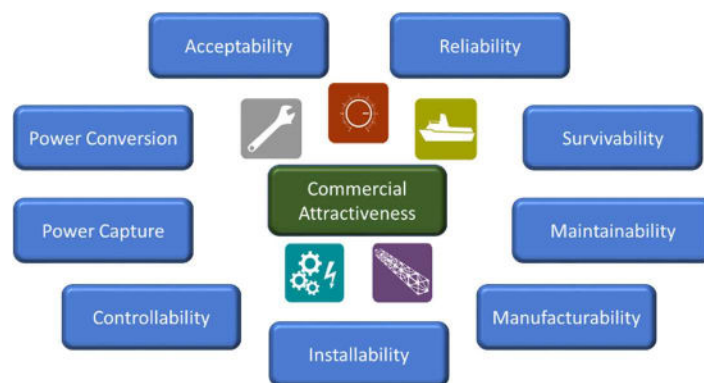 Acceptability
Reliability
Power Conversion
Survivability
Commercial
Attractiveness
Power Capture
Maintainability
Controllability
Manufacturability
Installability